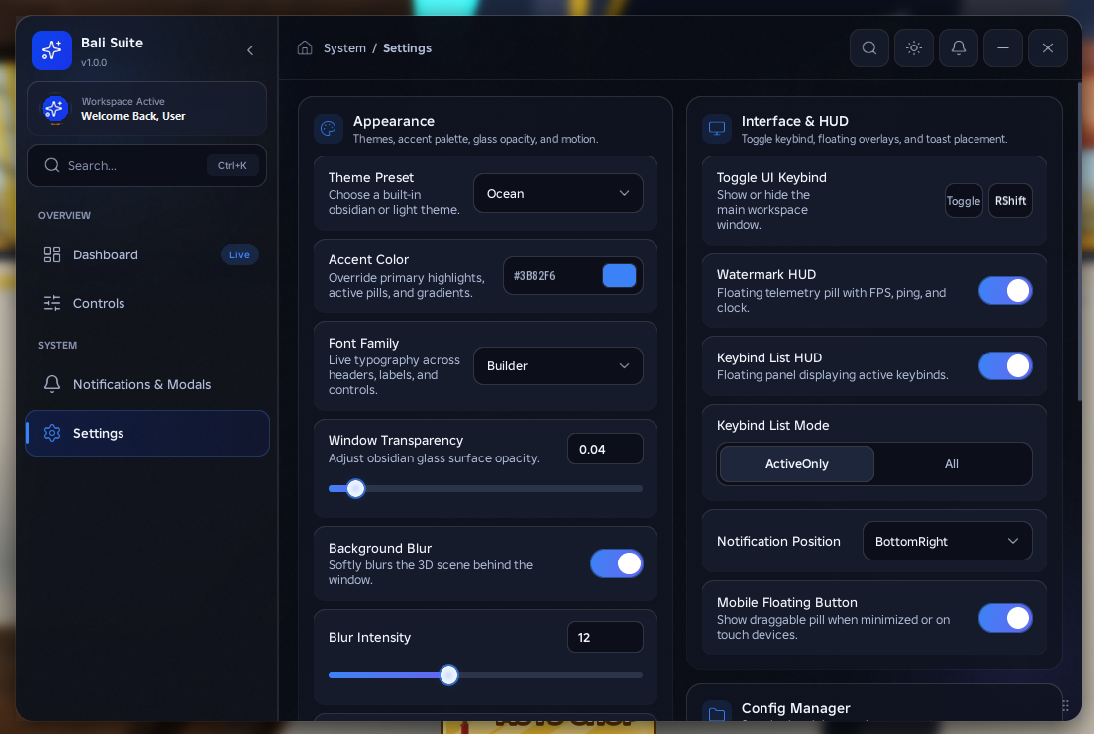 Bali Suite
v1.0.0
Workspace Active
Welcome Back, User
Search...
Ctrl+K
OVERVIEW
Dashboard
Live
Controls
SYSTEM
Notifications & Modals
Settings
System / Settings
Appearance
Themes, accent palette, glass opacity, and motion.
Theme Preset
Choose a built-in
obsidian or light theme.
Ocean
Accent Color
Override primary highlights,
active pills, and gradients.
#3B82F6
Font Family
Live typography across
headers, labels, and
controls.
Builder
Window Transparency
Adjust obsidian glass surface opacity.
0.04
Background Blur
Softly blurs the 3D scene behind the
window.
Blur Intensity
12
Interface & HUD
Toggle keybind, floating overlays, and toast placement.
Toggle UI Keybind
Show or hide the
main workspace
window.
Toggle
RShift
Watermark HUD
Floating telemetry pill with FPS, ping, and
clock.
Keybind List HUD
Floating panel displaying active keybinds.
Keybind List Mode
ActiveOnly
All
Notification Position
BottomRight
Mobile Floating Button
Show draggable pill when minimized or on
touch devices.
Config Manager